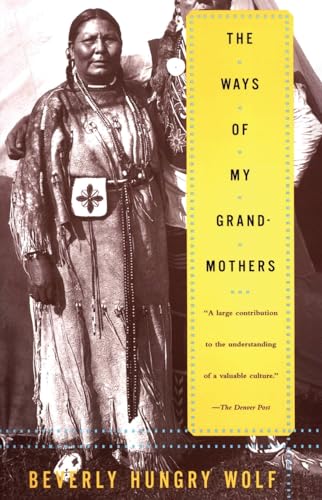 THE
WAYS
OF
MY
GRAND-
MOTHERS
"A large contribution
to the understanding
of a valuable culture."
—The Denver Post
BEVERLY HUNGRY WOLF